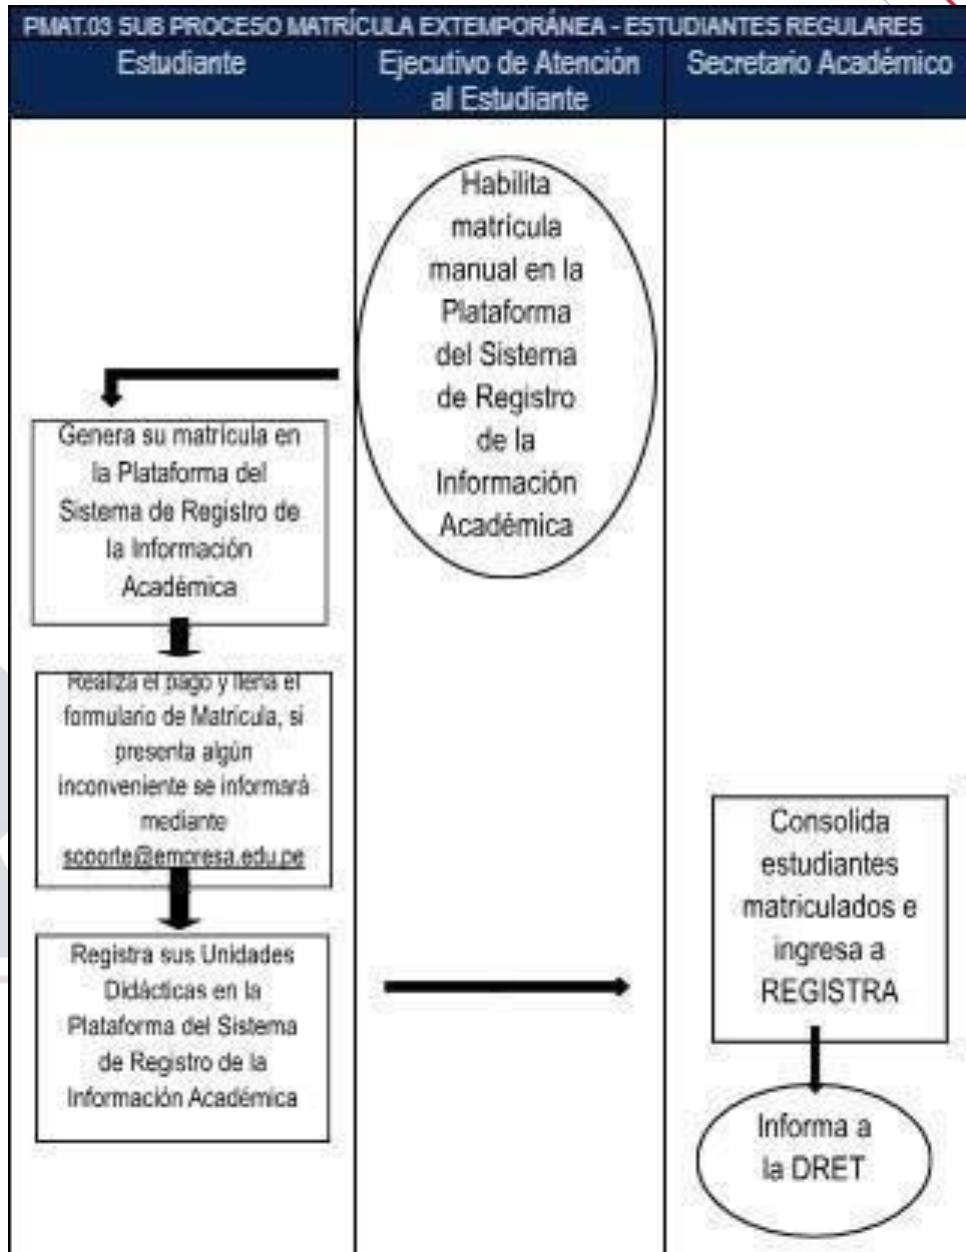 PMAT.03 SUB PROCESO MATRÍCULA EXTEMPORÁNEA - ESTUDIANTES REGULARES
Estudiante
Ejecutivo de Atención
al Estudiante
Secretario Académico
Habilita
matrícula
manual en la
Plataforma
del Sistema
de Registro
de la
Información
Académica
Genera su matrícula en
la Plataforma del
Sistema de Registro de
la Información
Académica
Realiza el pago y llena el
formulario de Matrícula, si
presenta algún
inconveniente se informará
mediante
soporte@empresa.edu.pe
Registra sus Unidades
Didácticas en la
Plataforma del Sistema
de Registro de la
Información Académica
Consolida
estudiantes
matriculados e
ingresa a
REGISTRA
Informa a
la DRET